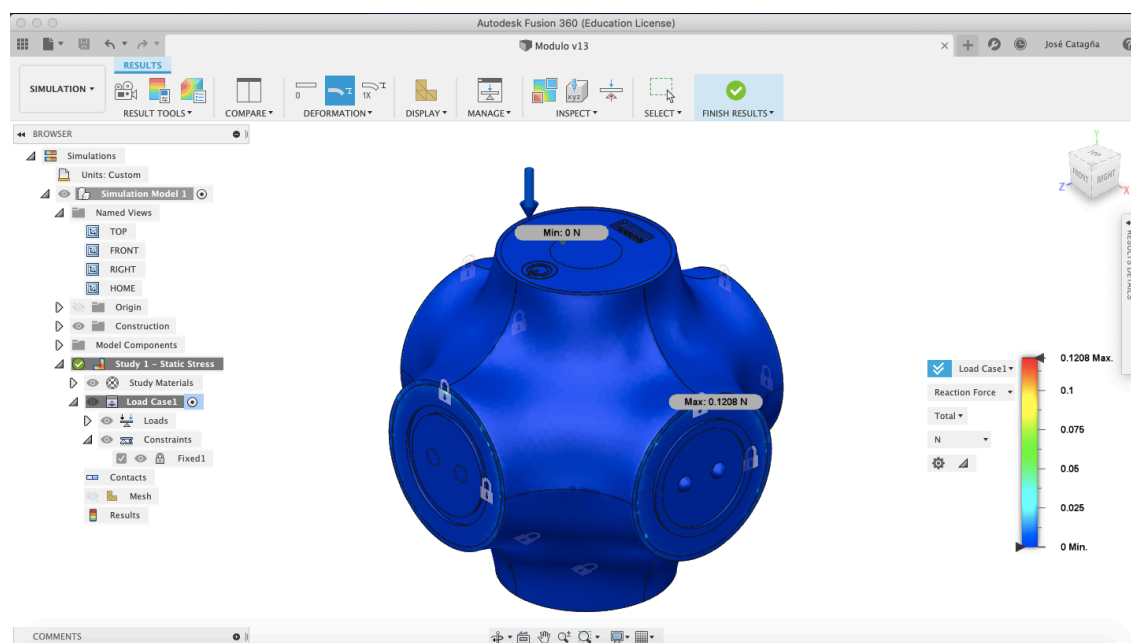 Autodesk Fusion 360 (Education License)
Modulo v13
José Catagña
RESULTS
SIMULATION
RESULT TOOLS
COMPARE
DEFORMATION
DISPLAY
MANAGE
INSPECT
SELECT
FINISH RESULTS
0
1X
xyz
BROWSER
Simulations
Units: Custom
Simulation Model 1
Named Views
TOP
FRONT
RIGHT
HOME
Origin
Construction
Model Components
Study 1 - Static Stress
Study Materials
Load Case1
Loads
Constraints
Fixed1
Contacts
Mesh
Results
Min: 0 N
Max: 0.1208 N
Y
TOP
FRONT
RIGHT
Z
X
RESULTS DETAILS
Load Case1
Reaction Force
Total
N
0.1208 Max.
0.1
0.075
0.05
0.025
0 Min.
COMMENTS